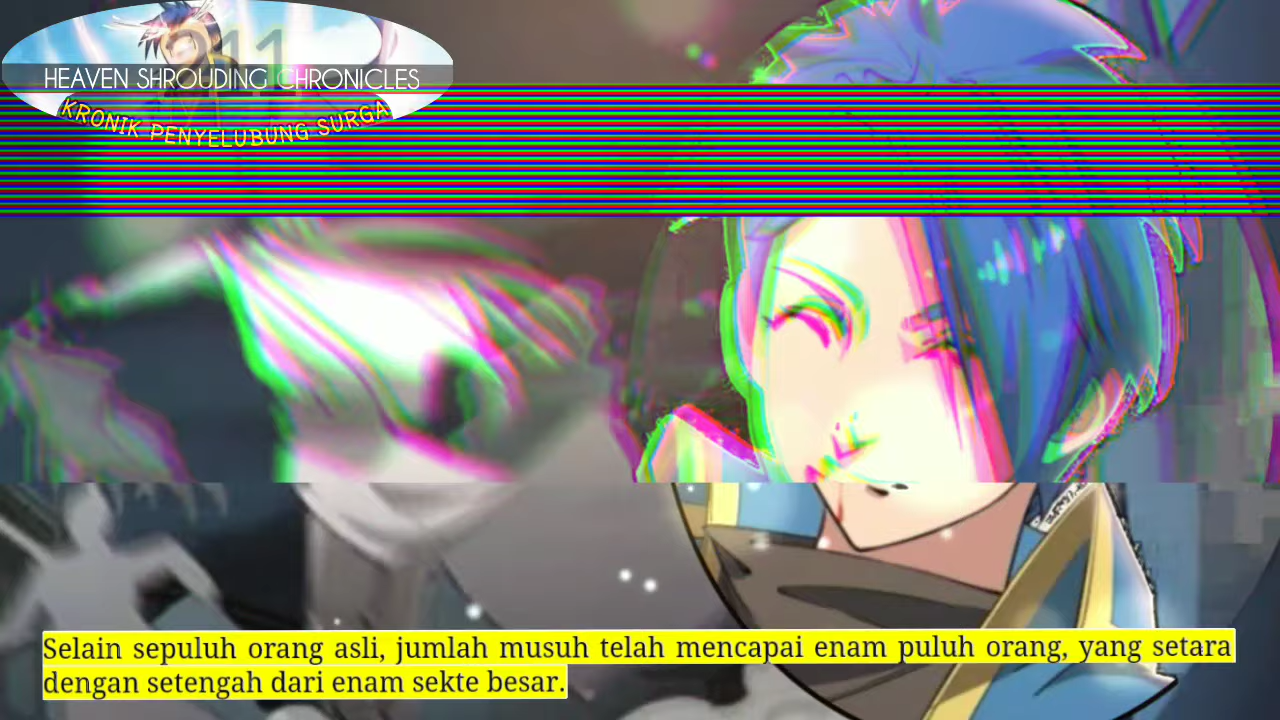 211
HEAVEN SHROUDING CHRONICLES
KRONIK PENYELUBUNG SURGA
Selain sepuluh orang asli, jumlah musuh telah mencapai enam puluh orang, yang setara
dengan setengah dari enam sekte besar.